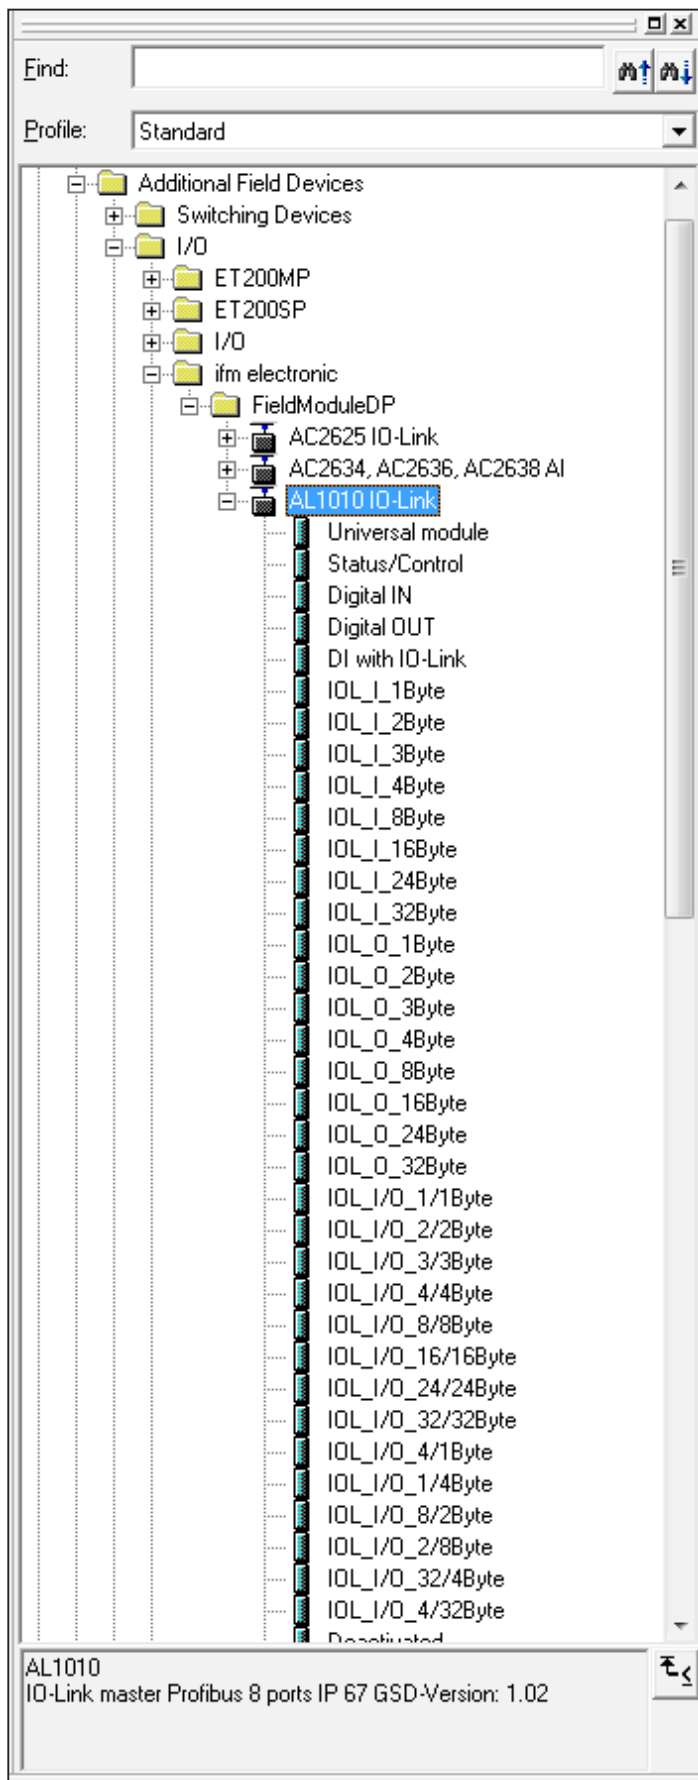 Find:
Profile: Standard
Additional Field Devices
Switching Devices
I/O
ET200MP
ET200SP
I/O
ifm electronic
FieldModuleDP
AC2625 IO-Link
AC2634, AC2636, AC2638 AI
AL1010 IO-Link
Universal module
Status/Control
Digital IN
Digital OUT
DI with IO-Link
IOL_I_1Byte
IOL_I_2Byte
IOL_I_3Byte
IOL_I_4Byte
IOL_I_8Byte
IOL_I_16Byte
IOL_I_24Byte
IOL_I_32Byte
IOL_O_1Byte
IOL_O_2Byte
IOL_O_3Byte
IOL_O_4Byte
IOL_O_8Byte
IOL_O_16Byte
IOL_O_24Byte
IOL_O_32Byte
IOL_I/O_1/1Byte
IOL_I/O_2/2Byte
IOL_I/O_3/3Byte
IOL_I/O_4/4Byte
IOL_I/O_8/8Byte
IOL_I/O_16/16Byte
IOL_I/O_24/24Byte
IOL_I/O_32/32Byte
IOL_I/O_4/1Byte
IOL_I/O_1/4Byte
IOL_I/O_8/2Byte
IOL_I/O_2/8Byte
IOL_I/O_32/4Byte
IOL_I/O_4/32Byte
Deactivated
AL1010
IO-Link master Profibus 8 ports IP 67 GSD-Version: 1.02